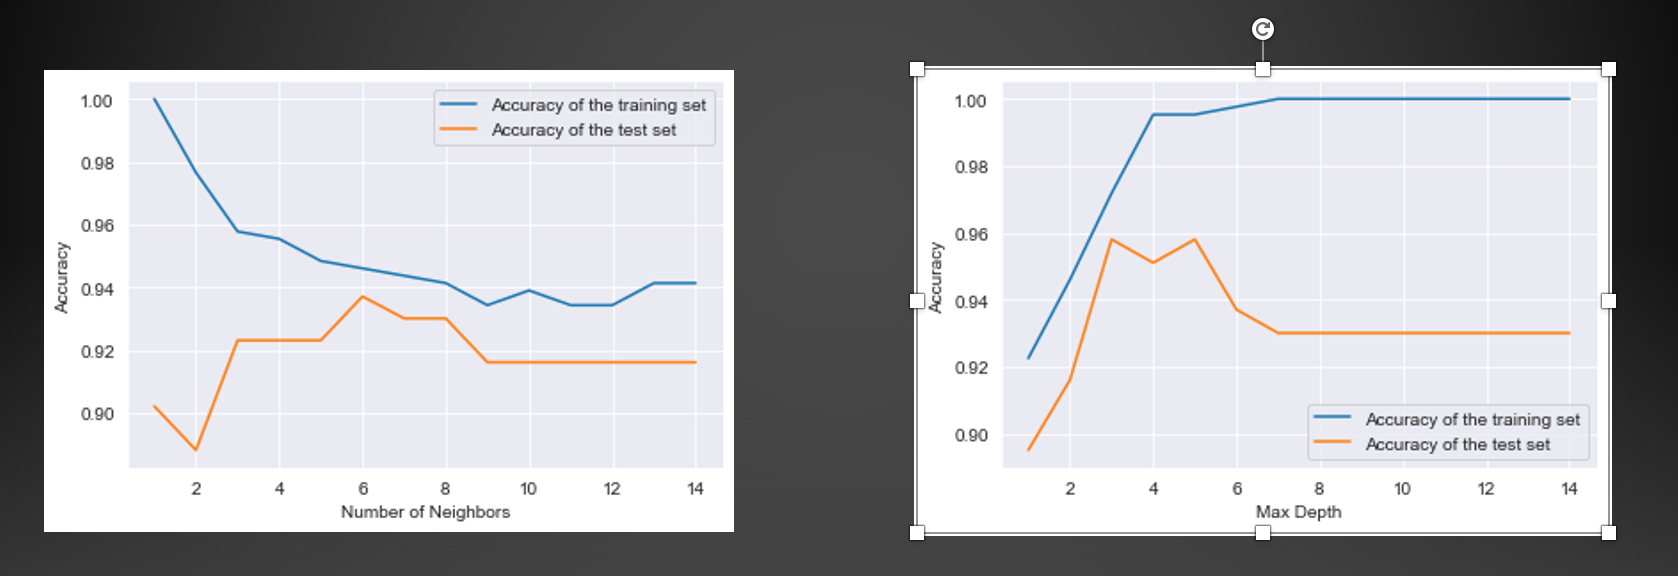 Accuracy of the training set
Accuracy of the test set
1.00
0.98
0.96
0.94
0.92
0.90
Accuracy
2 4 6 8 10 12 14
Number of Neighbors
1.00
0.98
0.96
0.94
0.92
0.90
Accuracy
Accuracy of the training set
Accuracy of the test set
2 4 6 8 10 12 14
Max Depth